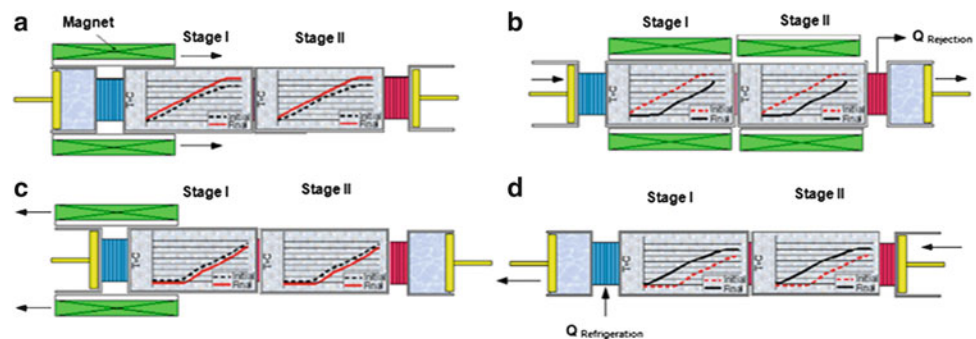 a
Magnet
Stage I
Stage II
T=C
Initial
Final
T=C
Initial
Final
b
Stage I
Stage II
Q Rejection
T=C
Initial
Final
T=C
Initial
Final
c
Stage I
Stage II
T=C
Initial
Final
T=C
Initial
Final
d
Stage I
Stage II
T=C
Initial
Final
T=C
Initial
Final
Q Refrigeration